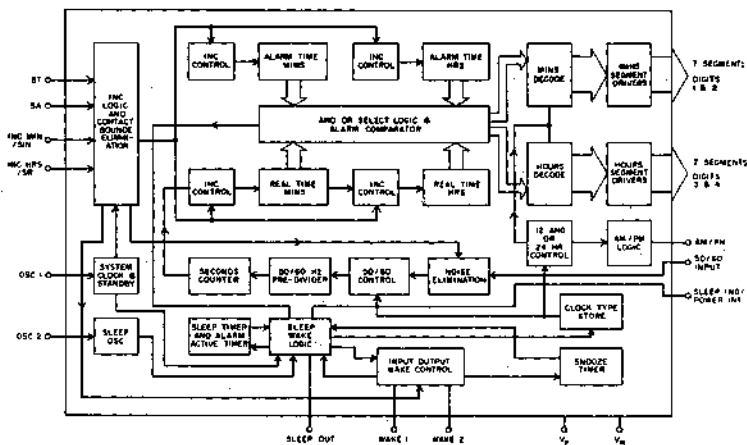 ST
SA
INC MIN
/SIN
INC HRS
/SR
OSC 1
OSC 2
INC
LOGIC
AND
CONTACT
BOUNCE
ELIMIN-
ATION
INC
CONTROL
ALARM TIME
MINS
INC
CONTROL
ALARM TIME
HRS
MINS
DECODE
MINS
SEGMENT
DRIVERS
7 SEGMENTS
DIGITS
1 & 2
AND OR SELECT LOGIC &
ALARM COMPARATOR
INC
CONTROL
REAL TIME
MINS
INC
CONTROL
REAL TIME
HRS
HOURS
DECODE
HOURS
SEGMENT
DRIVERS
7 SEGMENTS
DIGITS
3 & 4
12 AND
OR
24 HR
CONTROL
AM/PM
LOGIC
AM/PM
50/60
INPUT
SYSTEM
CLOCK &
STANDBY
SECONDS
COUNTER
50/60 HZ
PRE-DIVIDER
50/60
CONTROL
NOISE
ELIMINATION
SLEEP IND/
POWER INT
SLEEP
OSC
SLEEP TIMER
AND ALARM
ACTIVE TIMER
SLEEP
WAKE
LOGIC
CLOCK TYPE
STORE
INPUT OUTPUT
WAKE CONTROL
SNOOZE
TIMER
SLEEP OUT
WAKE 1
WAKE 2